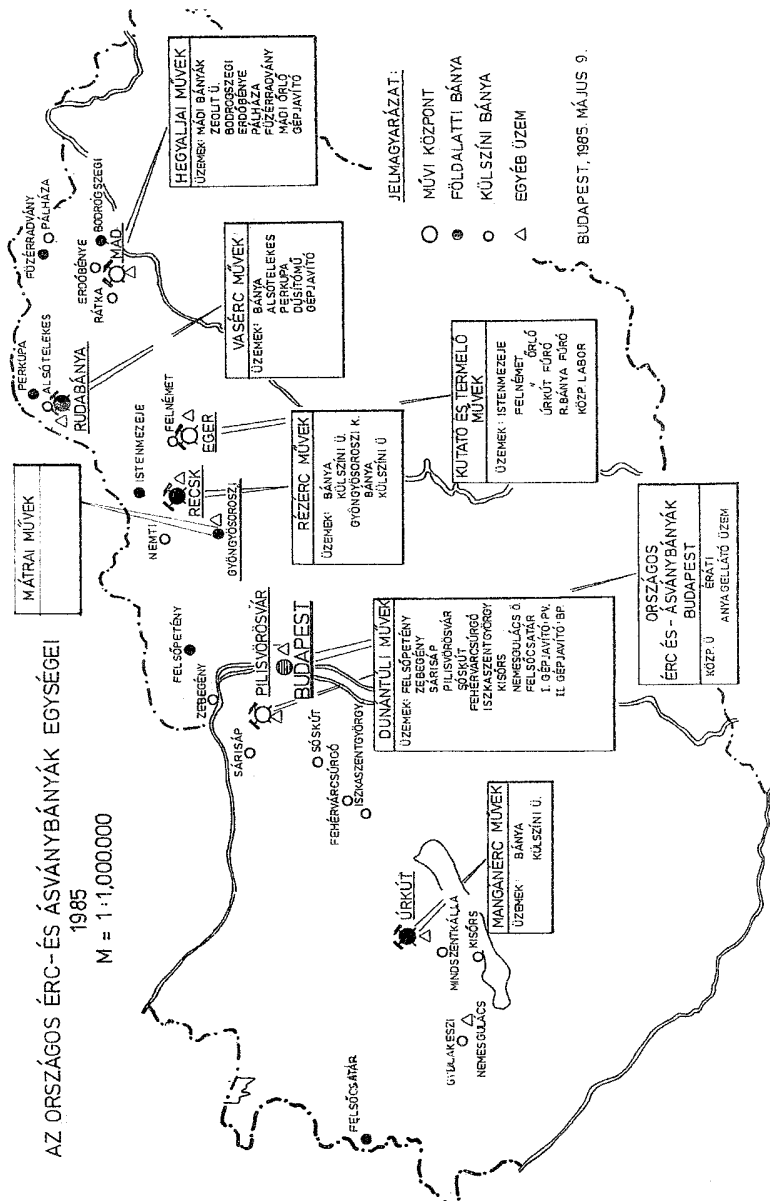 AZ ORSZÁGOS ÉRC-ÉS ÁSVÁNYBÁNYÁK EGYSÉGEI
1985
M = 1:1,000.000
MÁTRAI MŰVEK
PERKUPA
ALSÓTELEKES
RUDABÁNYA
FÜZÉRRADVÁNY
PÁLHÁZA
ERDŐBÉNYE
RÁTKA
BODROGSZEGI
MÁD
ISTENMEZEJE
NEMTI
RECSK
FELNÉMET
EGER
GYÖNGYÖSOROSZI
FELSŐPETÉNY
ZEBEGÉNY
PILISVÖRÖSVÁR
BUDAPEST
SÁRISÁP
SÓSKÚT
FEHÉRVÁRCSURGÓ
ISZKASZENTGYÖRGY
ÚRKÚT
MINDSZENTKÁLLA
KISŐRS
GYULAKESZI
NEMESGULÁCS
FELSŐCSATÁR
HEGYALJAI MŰVEK
ÜZEMEK: MÁDI BÁNYÁK
ZEOLIT Ü.
BODROGSZEGI
ERDŐBÉNYE
PÁLHÁZA
FÜZÉRRADVÁNY
MÁDI ŐRLŐ
GÉPJAVÍTÓ
VASÉRC MŰVEK
ÜZEMEK: BÁNYA
ALSÓTELEKES
PERKUPA
DÚSÍTÓMŰ
GÉPJAVÍTÓ
RÉZÉRC MŰVEK
ÜZEMEK: BÁNYA
KÜLSZÍNI Ü.
GYÖNGYÖSOROSZI K.
BÁNYA
KÜLSZÍNI Ü
KUTATÓ ÉS TERMELŐ
MŰVEK
ÜZEMEK: ISTENMEZEJE
FELNÉMET
" ŐRLŐ
ÚRKÚT FÚRÓ
R.BÁNYA FÚRÓ
KÖZP. LABOR
DUNÁNTÚLI MŰVEK
ÜZEMEK: FELSŐPETÉNY
ZEBEGÉNY
SÁRISÁP
PILISVÖRÖSVÁR
SÓSKÚT
FEHÉRVÁRCSURGÓ
ISZKASZENTGYÖRGY
KISŐRS
NEMESGULÁCS Ő.
FELSŐCSATÁR
I. GÉPJAVÍTÓ: PV.
II. GÉPJAVÍTÓ: BP.
MANGÁNÉRC MŰVEK
ÜZEMEK: BÁNYA
KÜLSZÍNI Ü.
ORSZÁGOS
ÉRC ÉS - ÁSVÁNYBÁNYÁK
BUDAPEST
KÖZP. Ü ÉRÁTI
ANYAGELLÁTÓ ÜZEM
JELMAGYARÁZAT:
MŰVI KÖZPONT
FÖLDALATTI BÁNYA
KÜLSZÍNI BÁNYA
EGYÉB ÜZEM
BUDAPEST, 1985. MÁJUS 9.